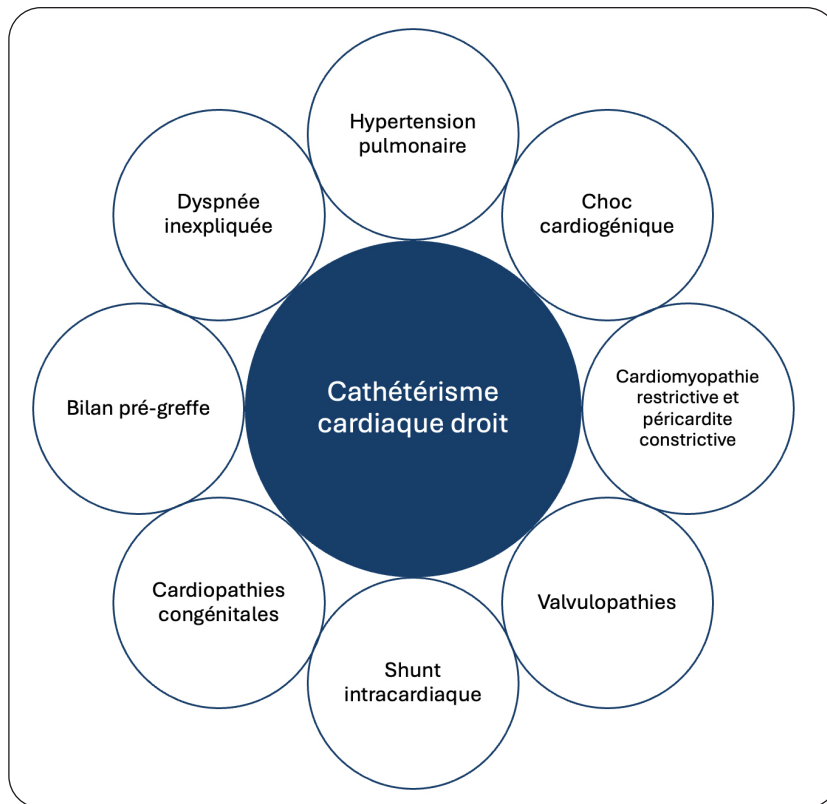 Hypertension
pulmonaire
Dyspnée
inexpliquée
Choc
cardiogénique
Bilan pré-greffe
Cathétérisme
cardiaque droit
Cardiomyopathie
restrictive et
péricardite
constrictive
Cardiopathies
congénitales
Valvulopathies
Shunt
intracardiaque